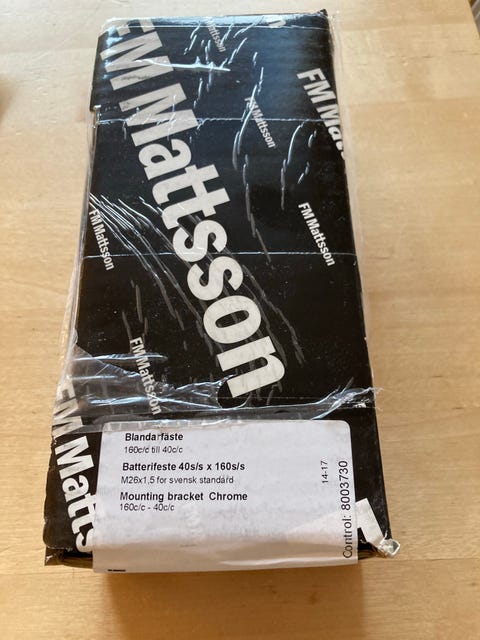 FM Mattsson
FM Mattsson
FM Mattsson
FM Mattsson
FM Mattsson
FM Mattsson
Blandarfäste
160c/c till 40c/c
Batterifeste 40s/s x 160s/s
M26x1,5 for svensk standard
Mounting bracket Chrome
160c/c - 40c/c
14-17
Control: 8003730